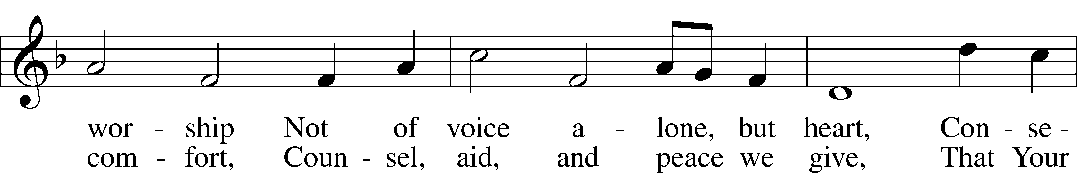 wor - ship Not of voice a - lone, but heart, Con - se -
com - fort, Coun - sel, aid, and peace we give, That Your